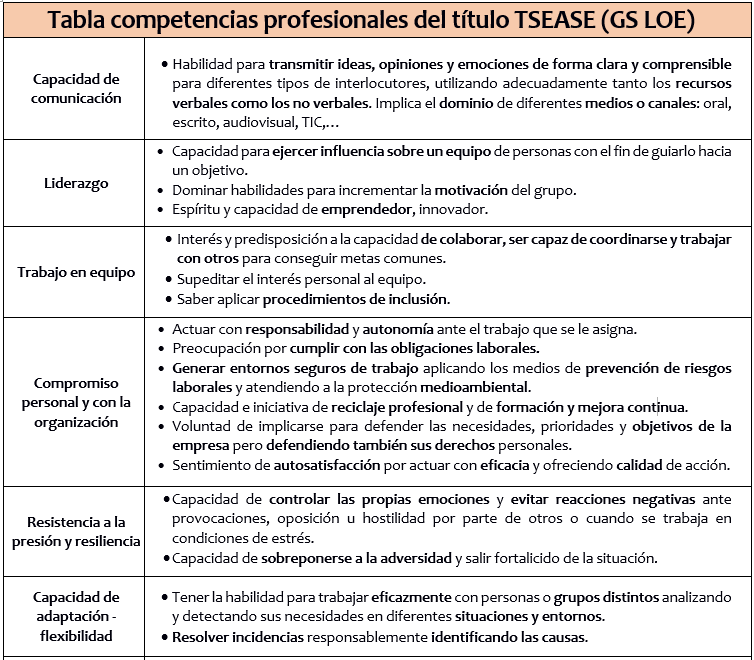 Tabla competencias profesionales del título TSEASE (GS LOE)
Capacidad de
comunicación
• Habilidad para transmitir ideas, opiniones y emociones de forma clara y comprensible
para diferentes tipos de interlocutores, utilizando adecuadamente tanto los recursos
verbales como los no verbales. Implica el dominio de diferentes medios o canales: oral,
escrito, audiovisual, TIC,…
Liderazgo
• Capacidad para ejercer influencia sobre un equipo de personas con el fin de guiarlo hacia
un objetivo.
• Dominar habilidades para incrementar la motivación del grupo.
• Espíritu y capacidad de emprendedor, innovador.
Trabajo en equipo
• Interés y predisposición a la capacidad de colaborar, ser capaz de coordinarse y trabajar
con otros para conseguir metas comunes.
• Supeditar el interés personal al equipo.
• Saber aplicar procedimientos de inclusión.
Compromiso
personal y con la
organización
• Actuar con responsabilidad y autonomía ante el trabajo que se le asigna.
• Preocupación por cumplir con las obligaciones laborales.
• Generar entornos seguros de trabajo aplicando los medios de prevención de riesgos
laborales y atendiendo a la protección medioambiental.
• Capacidad e iniciativa de reciclaje profesional y de formación y mejora continua.
• Voluntad de implicarse para defender las necesidades, prioridades y objetivos de la
empresa pero defendiendo también sus derechos personales.
• Sentimiento de autosatisfacción por actuar con eficacia y ofreciendo calidad de acción.
Resistencia a la
presión y resiliencia
• Capacidad de controlar las propias emociones y evitar reacciones negativas ante
provocaciones, oposición u hostilidad por parte de otros o cuando se trabaja en
condiciones de estrés.
• Capacidad de sobreponerse a la adversidad y salir fortalicido de la situación.
Capacidad de
adaptación -
flexibilidad
• Tener la habilidad para trabajar eficazmente con personas o grupos distintos analizando
y detectando sus necesidades en diferentes situaciones y entornos.
• Resolver incidencias responsablemente identificando las causas.